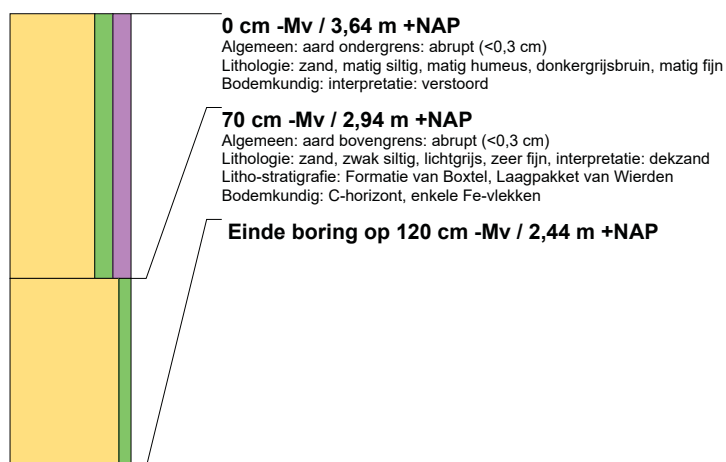 0 cm -Mv / 3,64 m +NAP
Algemeen: aard ondergrens: abrupt (<0,3 cm)
Lithologie: zand, matig siltig, matig humeus, donkergrijsbruin, matig fijn
Bodemkundig: interpretatie: verstoord
70 cm -Mv / 2,94 m +NAP
Algemeen: aard bovengrens: abrupt (<0,3 cm)
Lithologie: zand, zwak siltig, lichtgrijs, zeer fijn, interpretatie: dekzand
Litho-stratigrafie: Formatie van Boxtel, Laagpakket van Wierden
Bodemkundig: C-horizont, enkele Fe-vlekken
Einde boring op 120 cm -Mv / 2,44 m +NAP